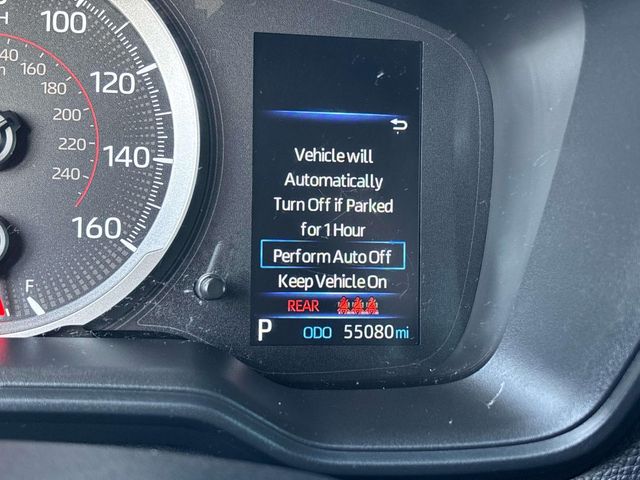 H
100
120
140
160
140
160
180
200
220
240
F
Vehicle will
Automatically
Turn Off if Parked
for 1 Hour
Perform Auto Off
Keep Vehicle On
REAR
P ODO 55080 mi